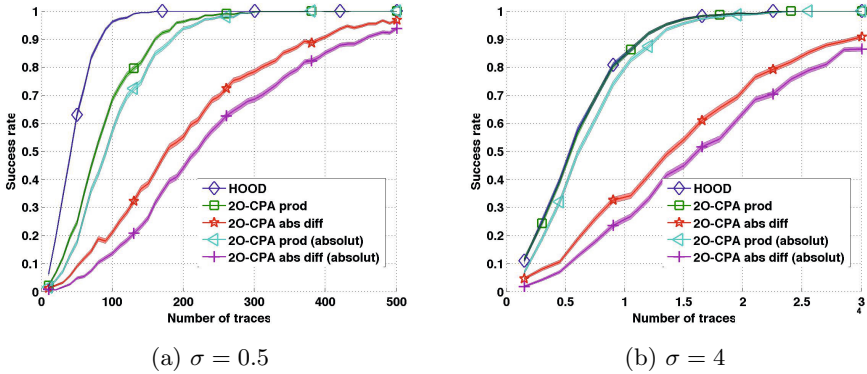 1
0.9
0.8
0.7
0.6
0.5
0.4
0.3
0.2
0.1
0
Success rate
0
100
200
300
400
500
Number of traces
HOOD
2O-CPA prod
2O-CPA abs diff
2O-CPA prod (absolut)
2O-CPA abs diff (absolut)
(a) σ = 0.5
1
0.9
0.8
0.7
0.6
0.5
0.4
0.3
0.2
0.1
0
Success rate
0
0.5
1
1.5
2
2.5
3
4
Number of traces
HOOD
2O-CPA prod
2O-CPA abs diff
2O-CPA prod (absolut)
2O-CPA abs diff (absolut)
(b) σ = 4